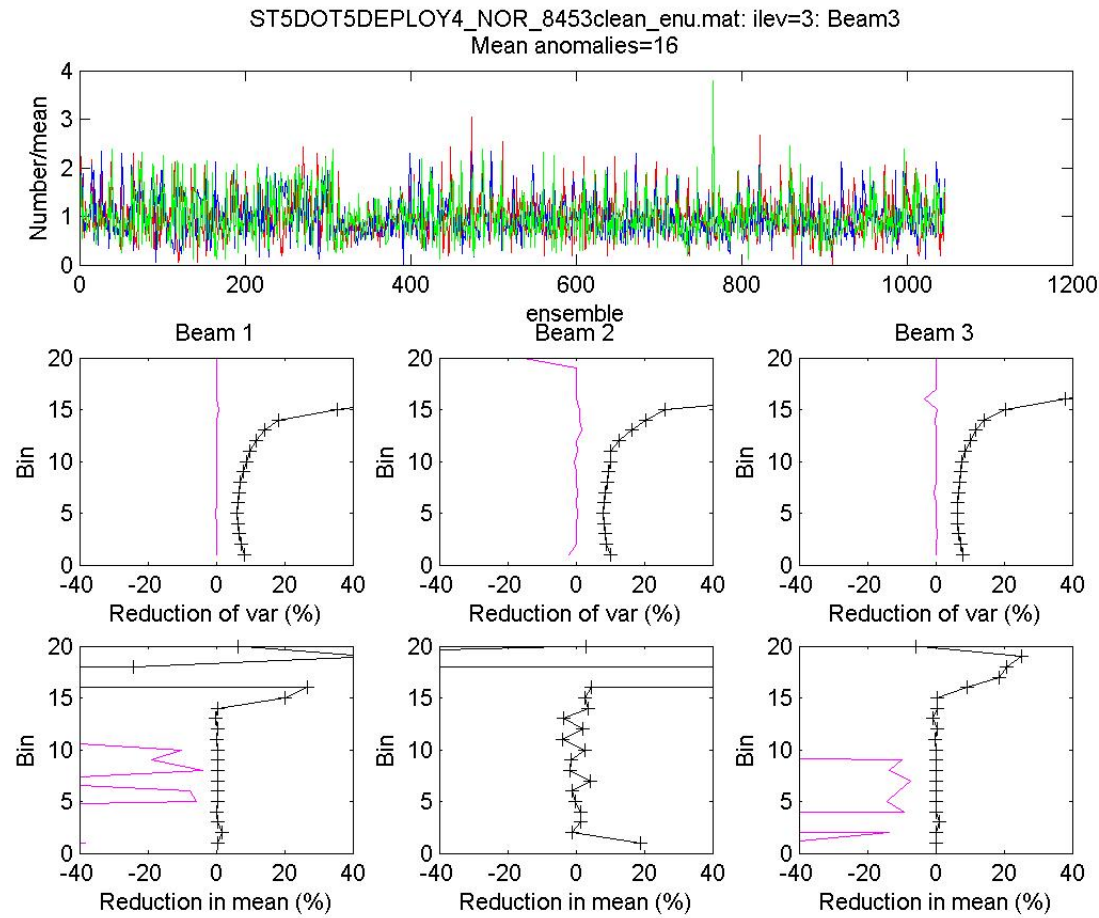 ST5DOT5DEPLOY4_NOR_8453clean_enu.mat: ilev=3: Beam3
Mean anomalies=16
4
3
2
1
0
Number/mean
0 200 400 600 800 1000 1200
ensemble
Beam 1 Beam 2 Beam 3
20 20 20
15 15 15
10 10 10
5 5 5
0 0 0
Bin Bin Bin
-40 -20 0 20 40 -40 -20 0 20 40 -40 -20 0 20 40
Reduction of var (%) Reduction of var (%) Reduction of var (%)
20 20 20
15 15 15
10 10 10
5 5 5
0 0 0
Bin Bin Bin
-40 -20 0 20 40 -40 -20 0 20 40 -40 -20 0 20 40
Reduction in mean (%) Reduction in mean (%) Reduction in mean (%)